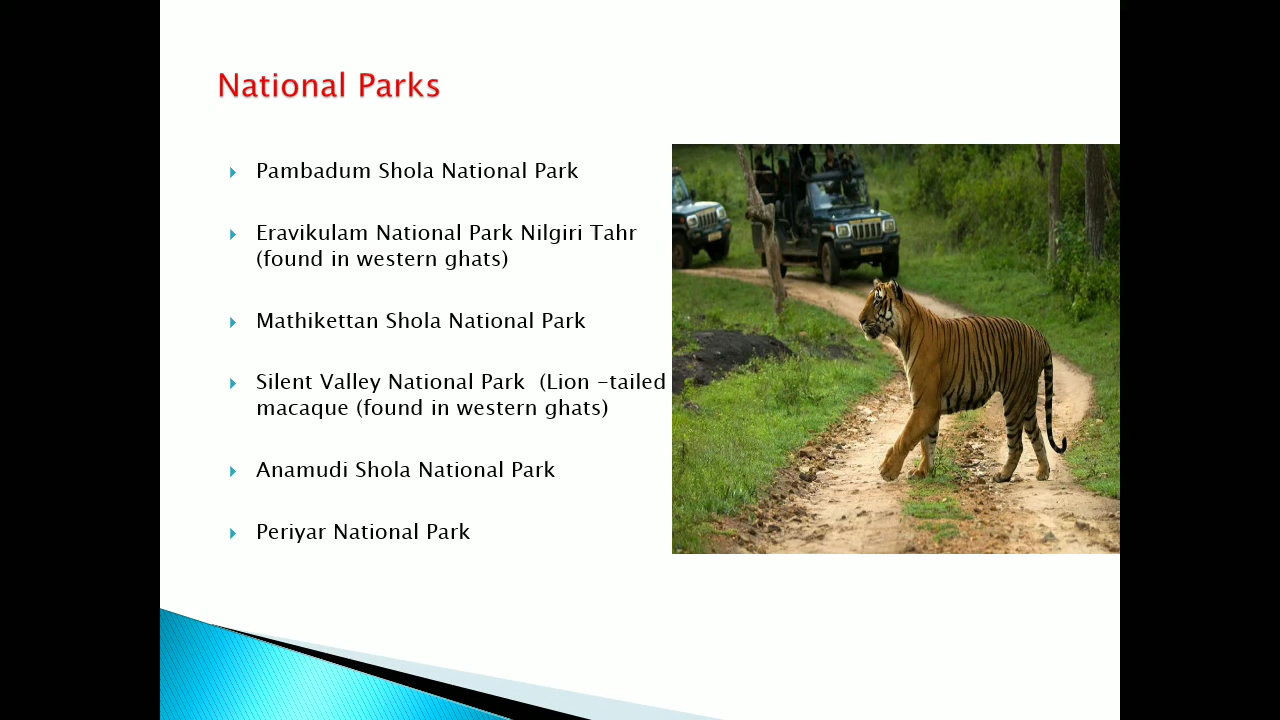 National Parks
Pambadum Shola National Park
Eravikulam National Park Nilgiri Tahr
(found in western ghats)
Mathikettan Shola National Park
Silent Valley National Park  (Lion -tailed
macaque (found in western ghats)
Anamudi Shola National Park
Periyar National Park